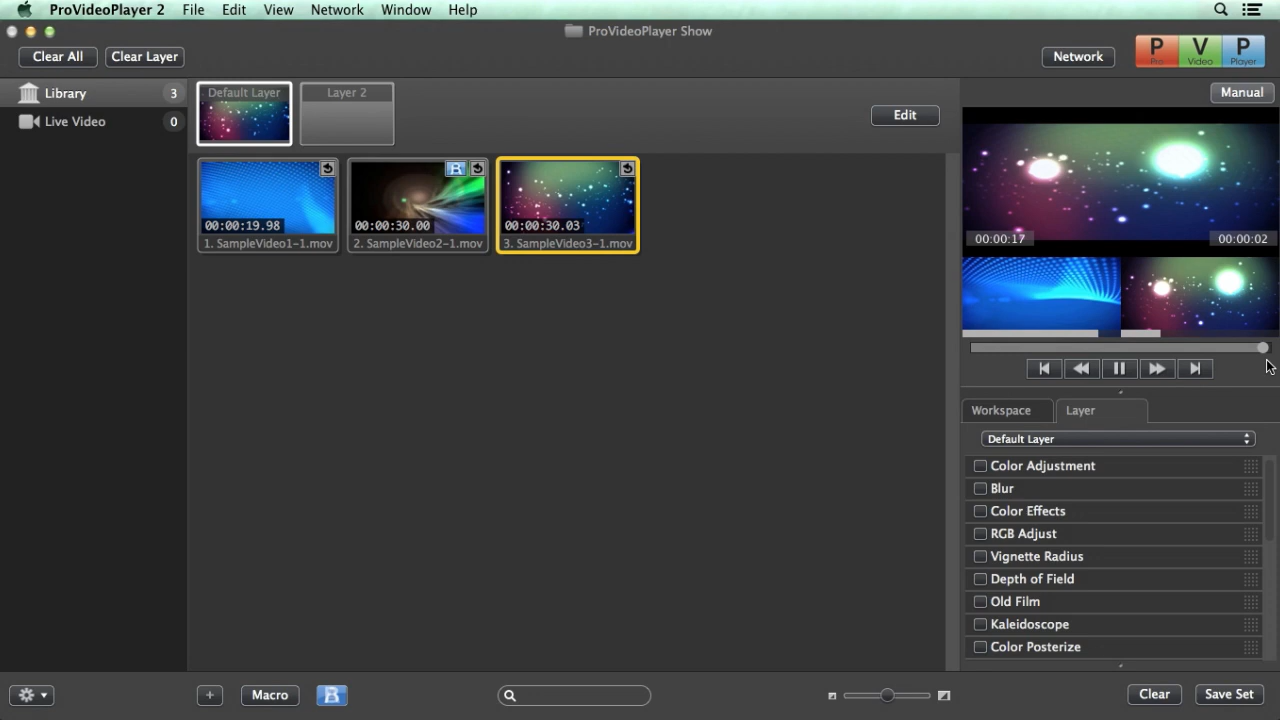 ProVideoPlayer 2 File Edit View Network Window Help
ProVideoPlayer Show
Clear All Clear Layer Network P Pro V Video P Player
Library 3 Default Layer Layer 2 Edit Manual
Live Video 0
00:00:19.98 00:00:30.00 00:00:30.03
1. SampleVideo1-1.mov 2. SampleVideo2-1.mov 3. SampleVideo3-1.mov
00:00:17 00:00:02
Workspace Layer
Default Layer
Color Adjustment
Blur
Color Effects
RGB Adjust
Vignette Radius
Depth of Field
Old Film
Kaleidoscope
Color Posterize
+ Macro B Clear Save Set